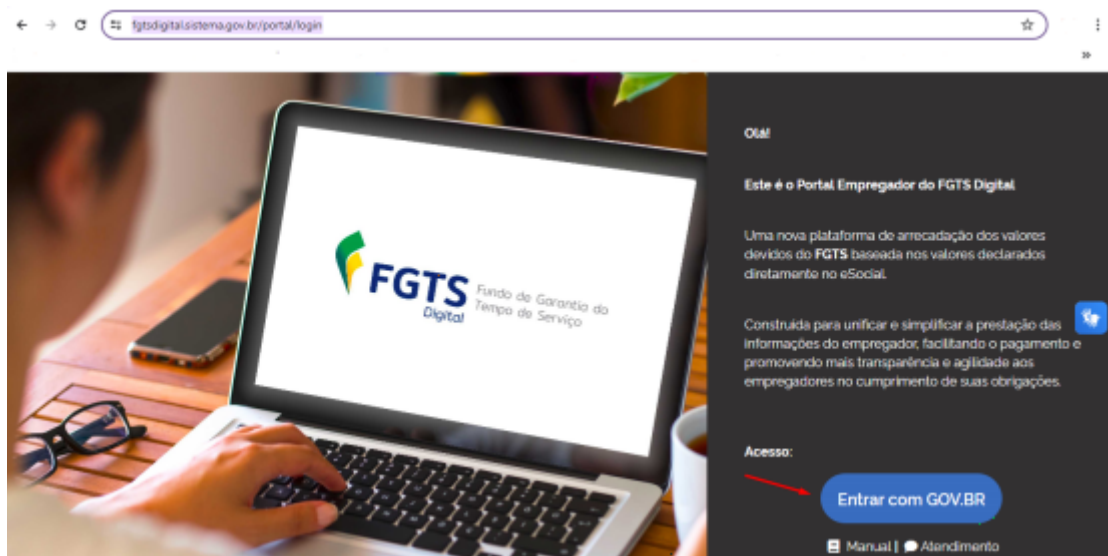 fgtsdigital.sistema.gov.br/portal/login
FGTS
Digital
Fundo de Garantia do
Tempo de Serviço
Olá!
Este é o Portal Empregador do FGTS Digital
Uma nova plataforma de arrecadação dos valores
devidos do FGTS baseada nos valores declarados
diretamente no eSocial.
Construída para unificar e simplificar a prestação das
informações do empregador, facilitando o pagamento e
promovendo mais transparência e agilidade aos
empregadores no cumprimento de suas obrigações.
Acesso:
Entrar com GOV.BR
Manual | Atendimento